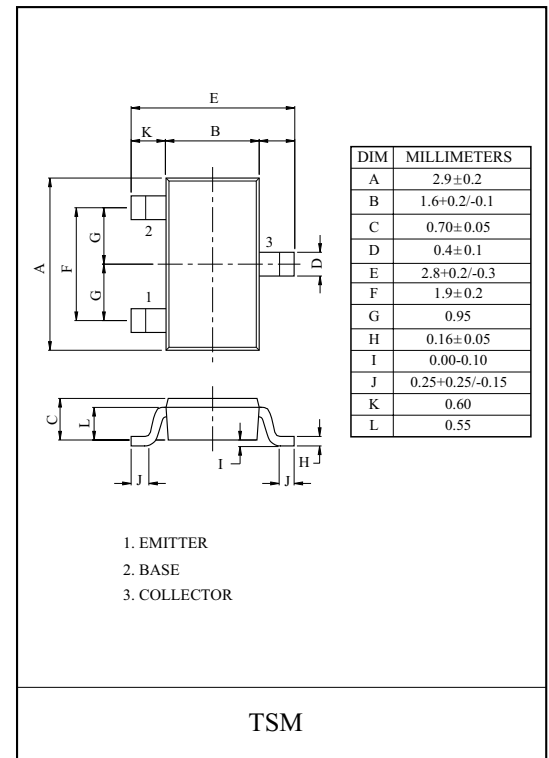 E
K B
A F G G 2 1 3 D
DIM MILLIMETERS
A 2.9±0.2
B 1.6+0.2/-0.1
C 0.70±0.05
D 0.4±0.1
E 2.8+0.2/-0.3
F 1.9±0.2
G 0.95
H 0.16±0.05
I 0.00-0.10
J 0.25+0.25/-0.15
K 0.60
L 0.55
C L I H
J J
1. EMITTER
2. BASE
3. COLLECTOR
TSM